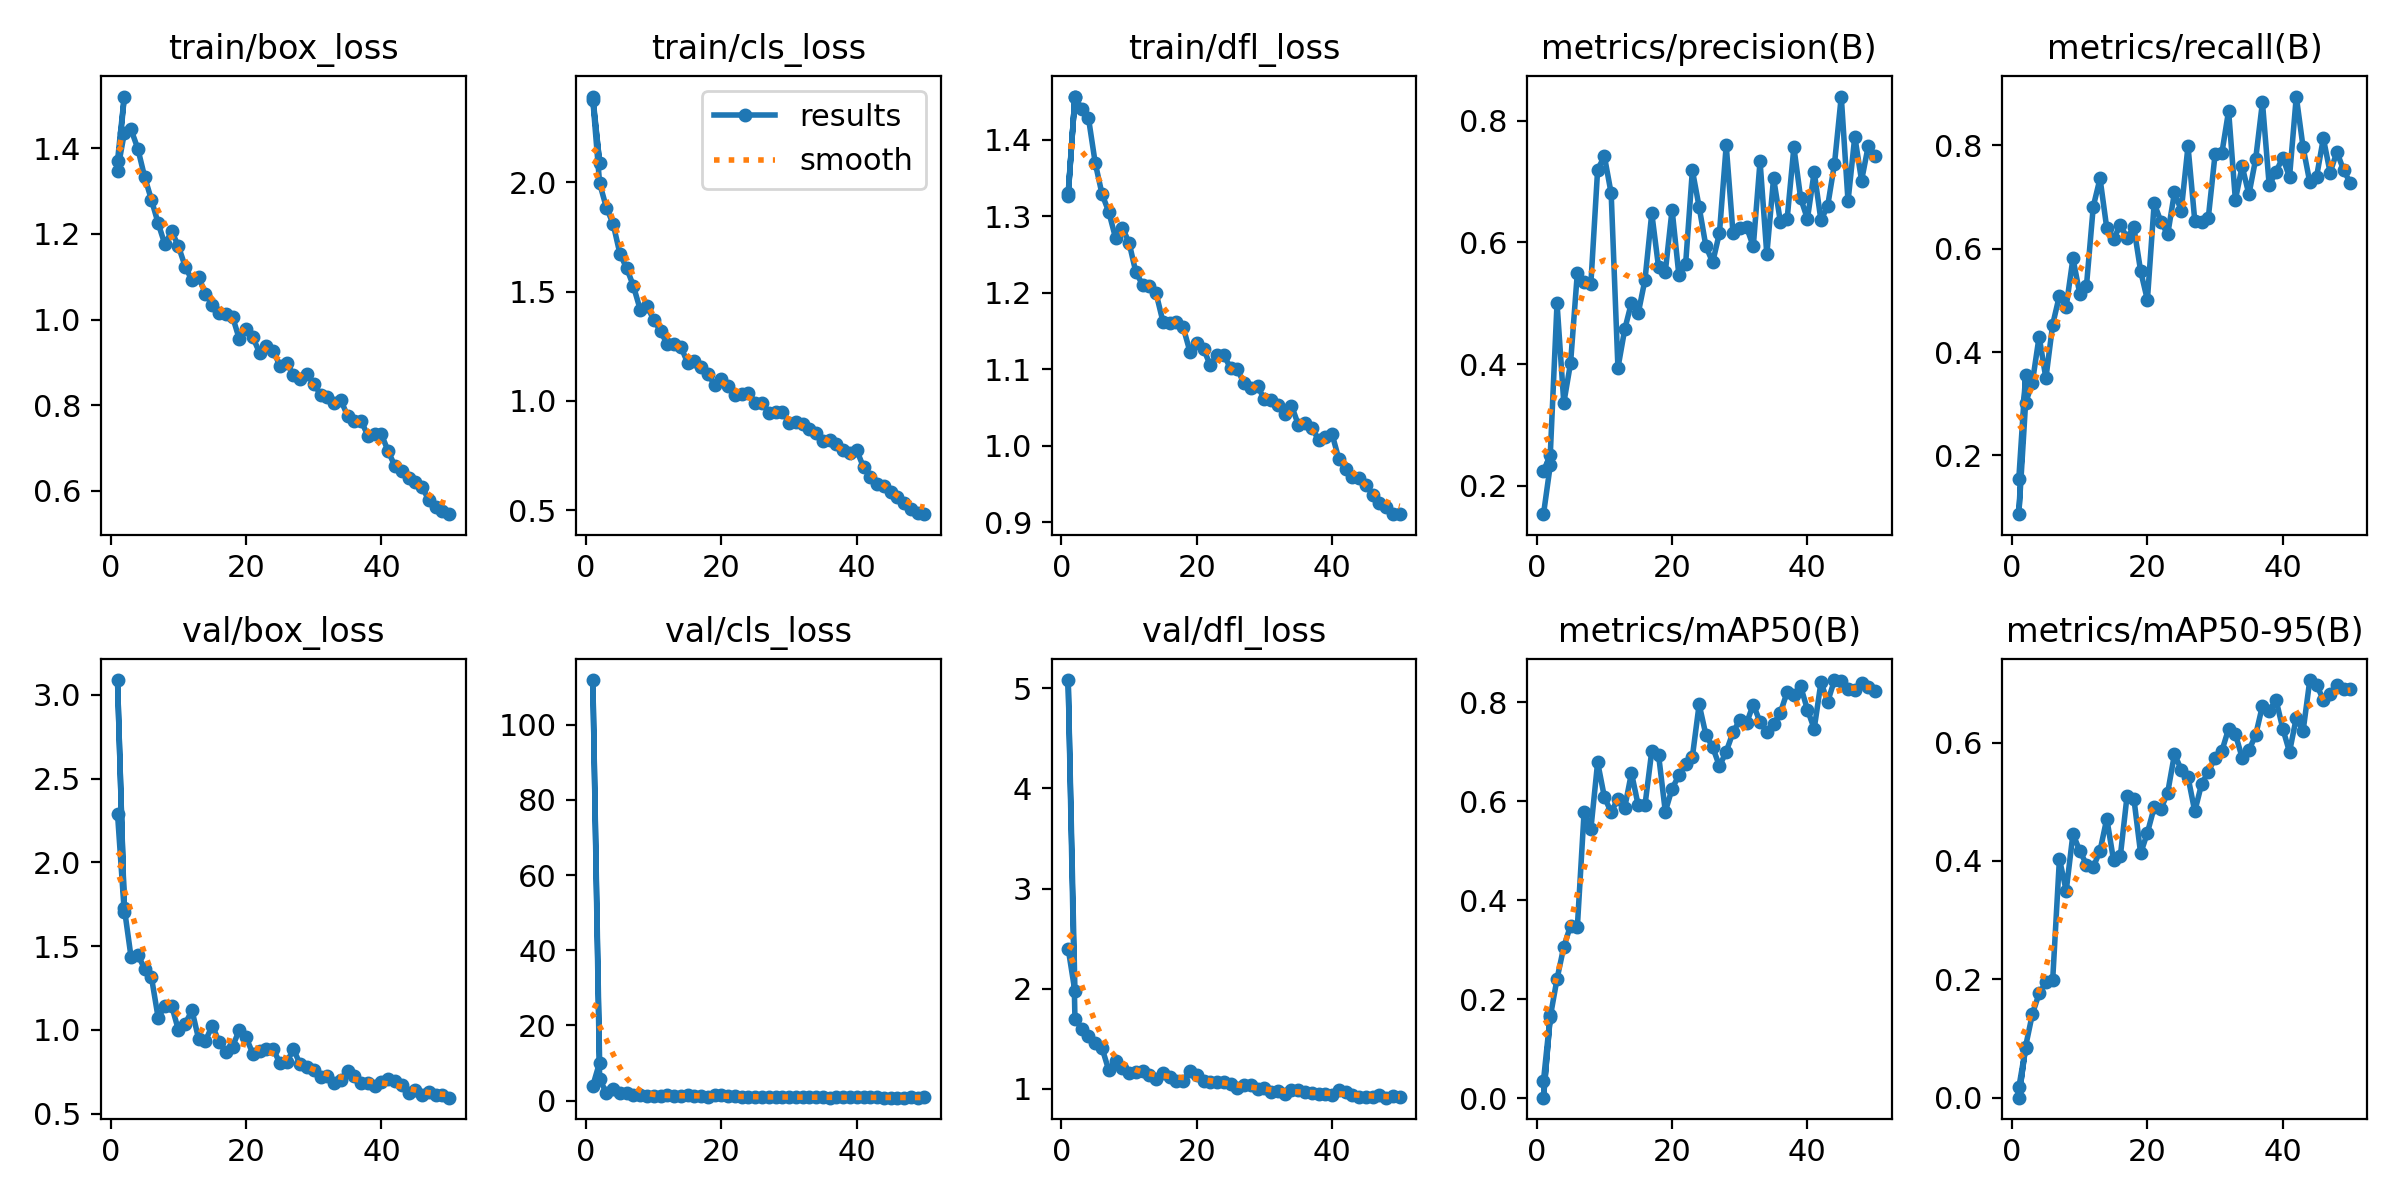 train/box_loss
1.4
1.2
1.0
0.8
0.6
0 20 40
train/cls_loss
results
smooth
2.0
1.5
1.0
0.5
0 20 40
train/dfl_loss
1.4
1.3
1.2
1.1
1.0
0.9
0 20 40
metrics/precision(B)
0.8
0.6
0.4
0.2
0 20 40
metrics/recall(B)
0.8
0.6
0.4
0.2
0 20 40
val/box_loss
3.0
2.5
2.0
1.5
1.0
0.5
0 20 40
val/cls_loss
100
80
60
40
20
0
0 20 40
val/dfl_loss
5
4
3
2
1
0 20 40
metrics/mAP50(B)
0.8
0.6
0.4
0.2
0.0
0 20 40
metrics/mAP50-95(B)
0.6
0.4
0.2
0.0
0 20 40